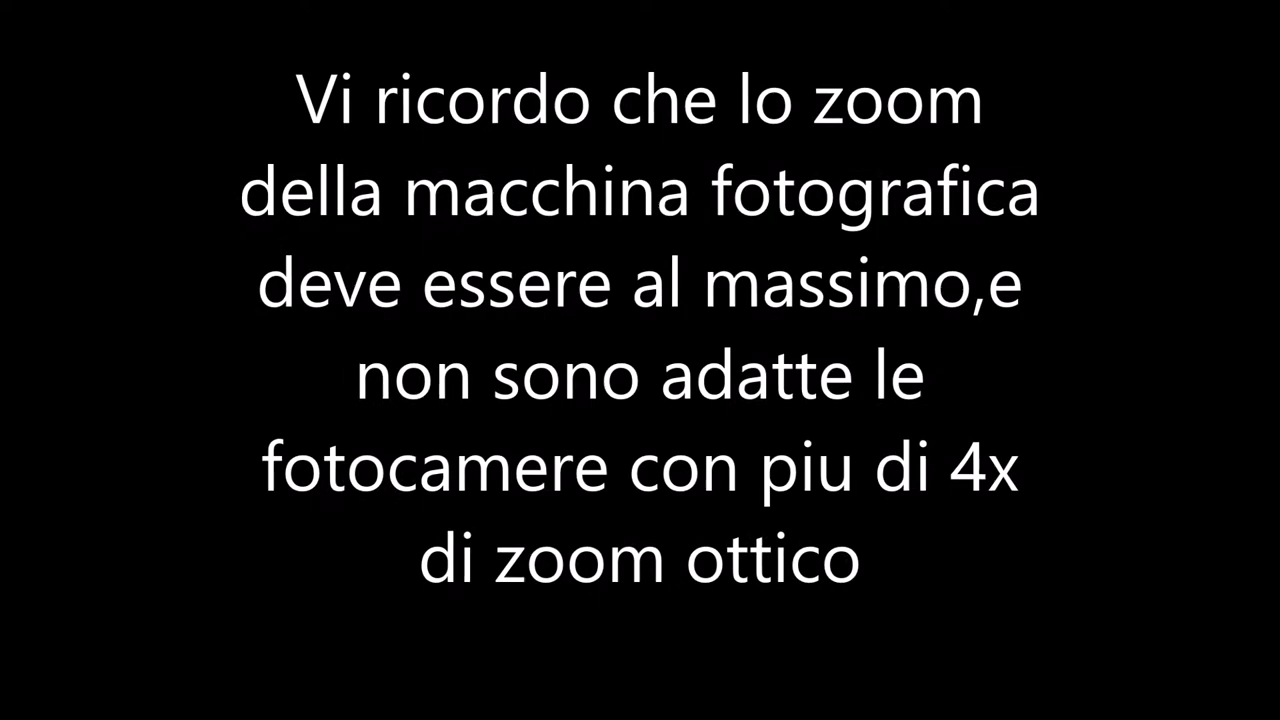 Vi ricordo che lo zoom
della macchina fotografica
deve essere al massimo,e
non sono adatte le
fotocamere con piu di 4x
di zoom ottico